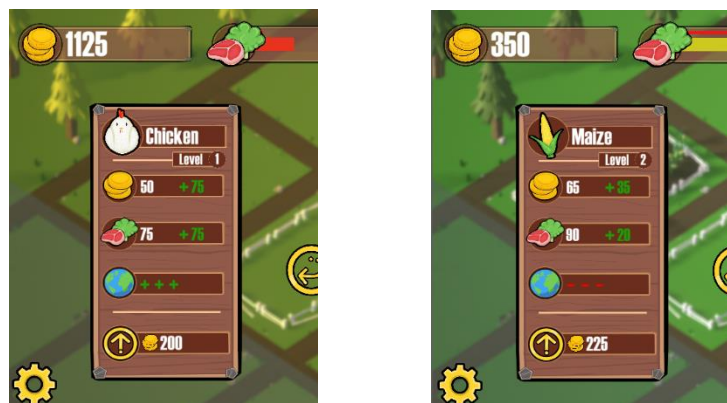 1125
Chicken
Level 1
50 +75
75 +75
+++
200
350
Maize
Level 2
65 +35
90 +20
- - -
225